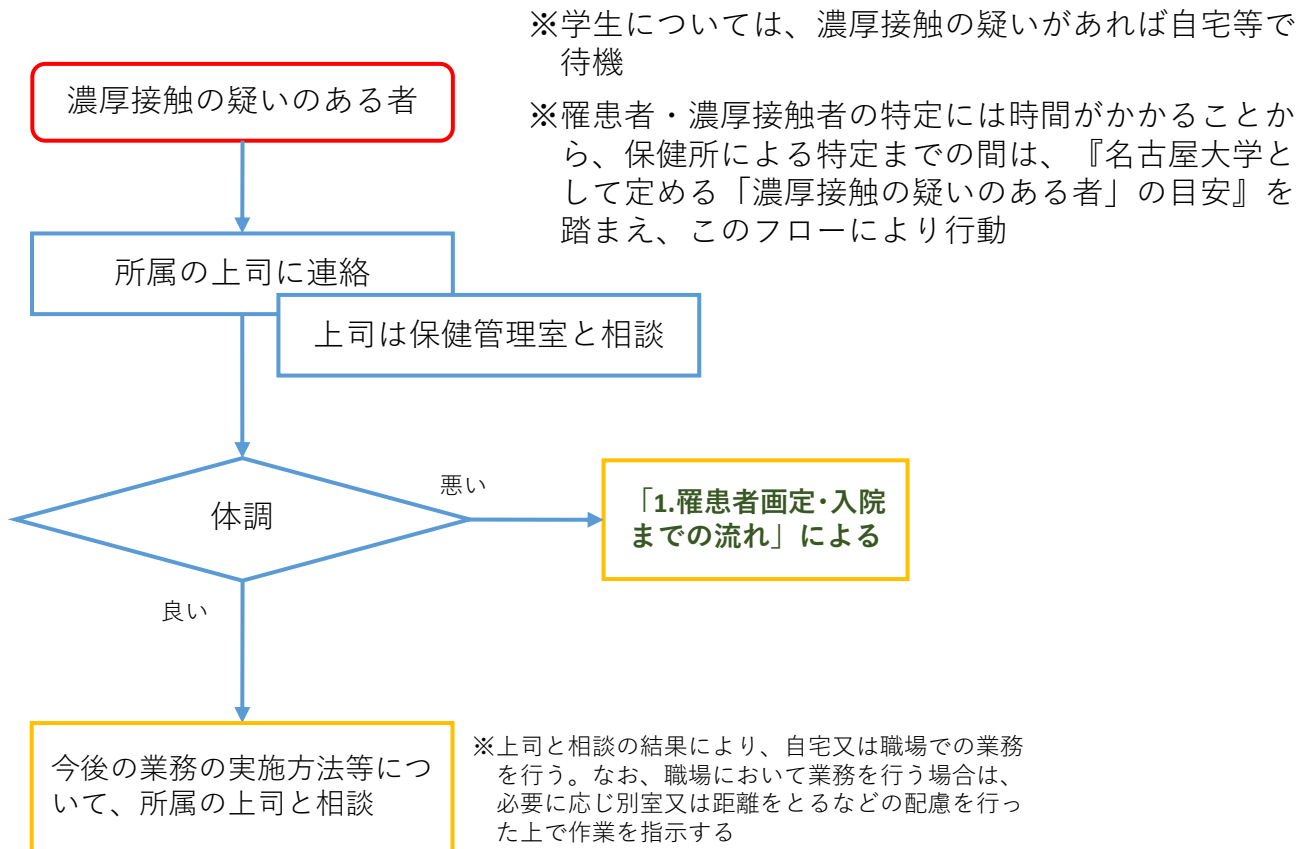 ※学生については、濃厚接触の疑いがあれば自宅等で
待機
濃厚接触の疑いのある者
※罹患者・濃厚接触者の特定には時間がかかることか
ら、保健所による特定までの間は、『名古屋大学と
して定める「濃厚接触の疑いのある者」の目安』を
踏まえ、このフローにより行動
所属の上司に連絡
上司は保健管理室と相談
体調
悪い
「1.罹患者画定・入院
までの流れ」による
良い
今後の業務の実施方法等につ
いて、所属の上司と相談
※上司と相談の結果により、自宅又は職場での業務
を行う。なお、職場において業務を行う場合は、
必要に応じ別室又は距離をとるなどの配慮を行っ
た上で作業を指示する